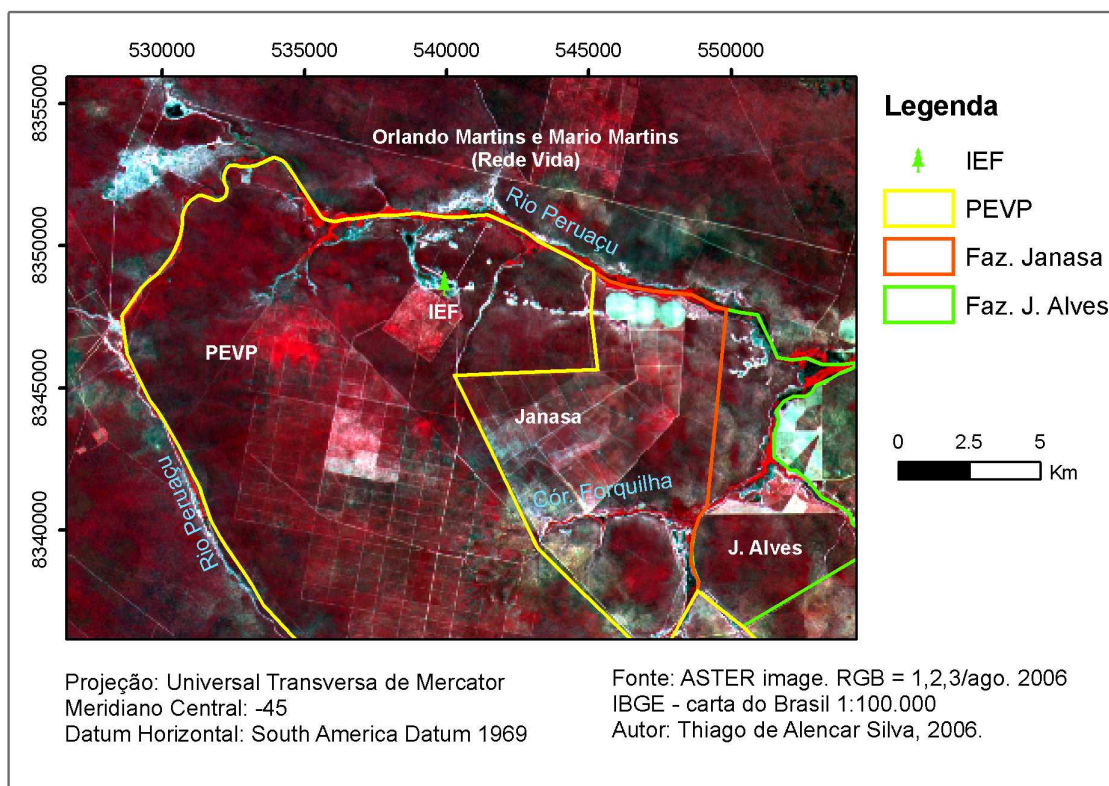 530000 535000 540000 545000 550000
8355000
8350000
8345000
8340000
Orlando Martins e Mario Martins
(Rede Vida)
Rio Peruaçu
IEF
PEVP
Janasa
Cór. Forquilha
Rio Peruaçu
J. Alves
Legenda
IEF
PEVP
Faz. Janasa
Faz. J. Alves
0 2.5 5
Km
Projeção: Universal Transversa de Mercator
Meridiano Central: -45
Datum Horizontal: South America Datum 1969
Fonte: ASTER image. RGB = 1,2,3/ago. 2006
IBGE - carta do Brasil 1:100.000
Autor: Thiago de Alencar Silva, 2006.